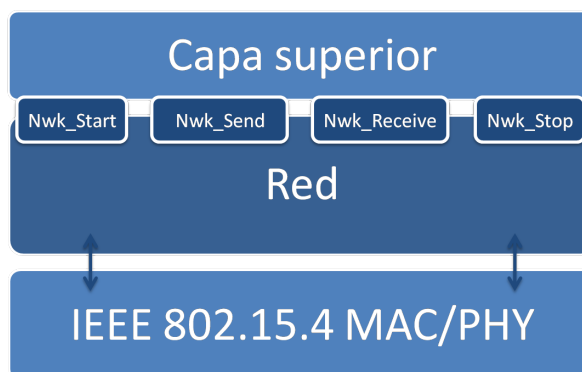 Capa superior
Nwk_Start Nwk_Send Nwk_Receive Nwk_Stop
Red
IEEE 802.15.4 MAC/PHY